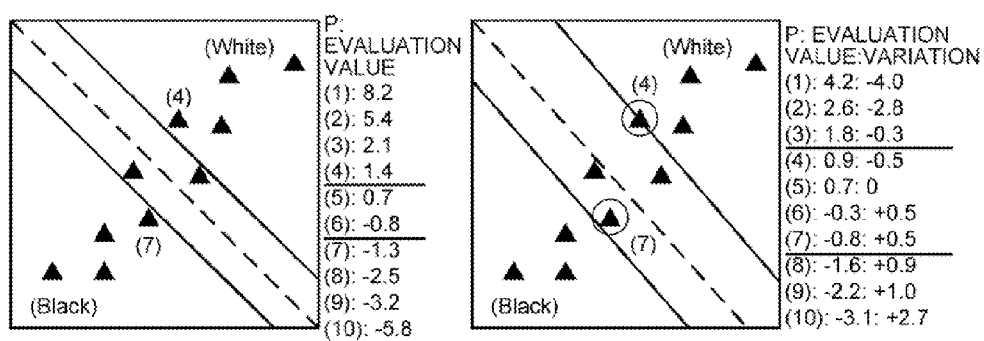 (White)
(4)
(7)
(Black)
P:
EVALUATION
VALUE
(1): 8.2
(2): 5.4
(3): 2.1
(4): 1.4
(5): 0.7
(6): -0.8
(7): -1.3
(8): -2.5
(9): -3.2
(10): -5.8
(White)
(4)
(7)
(Black)
P: EVALUATION
VALUE:VARIATION
(1): 4.2: -4.0
(2): 2.6: -2.8
(3): 1.8: -0.3
(4): 0.9: -0.5
(5): 0.7: 0
(6): -0.3: +0.5
(7): -0.8: +0.5
(8): -1.6: +0.9
(9): -2.2: +1.0
(10): -3.1: +2.7